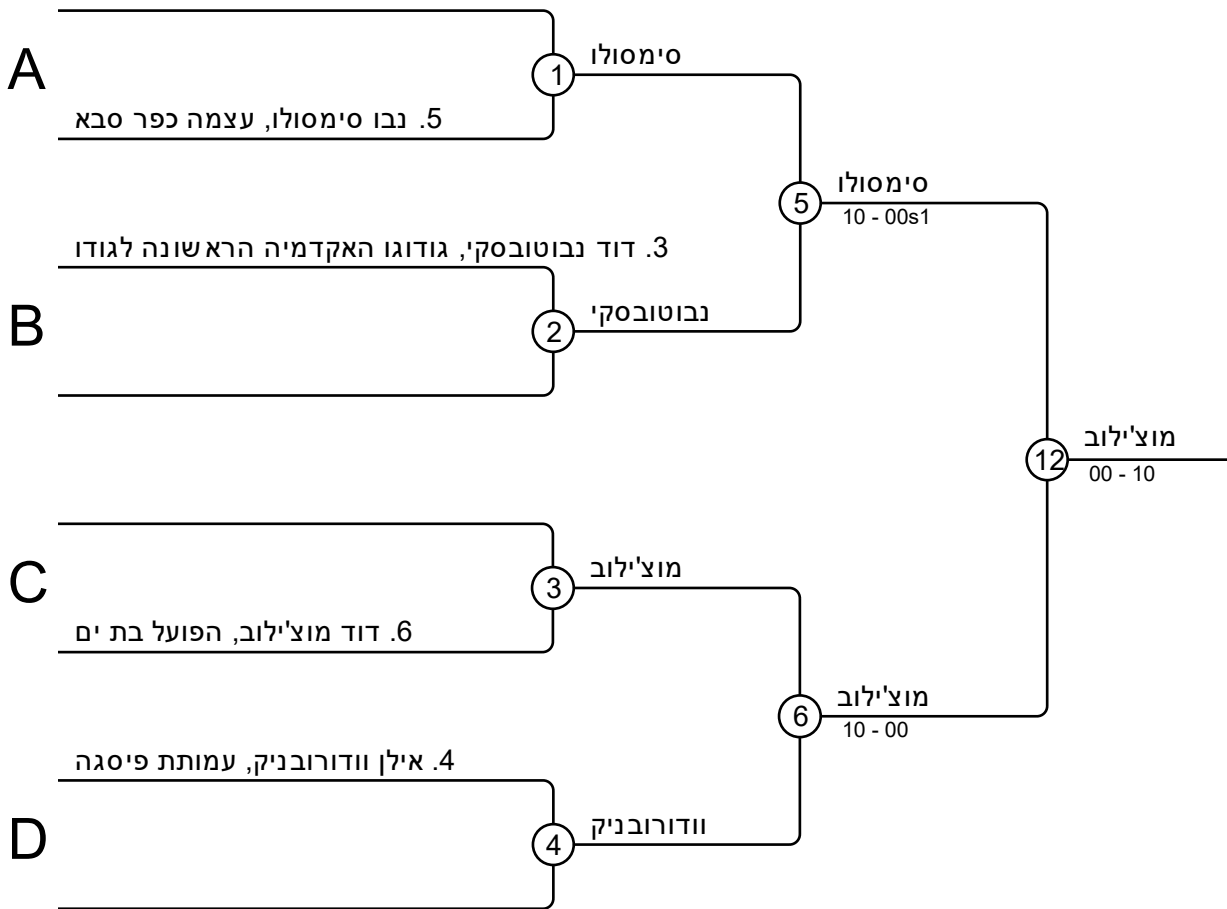 A
סימסולו
1
5. נבו סימסולו, עצמה כפר סבא
סימסולו
5
10 - 00s1
3. דוד נבוטובסקי, גודוגו האקדמיה הראשונה לגודו
B
נבוטובסקי
2
מוצ'ילוב
12
00 - 10
C
מוצ'ילוב
3
6. דוד מוצ'ילוב, הפועל בת ים
מוצ'ילוב
6
10 - 00
4. אילן וודורובניק, עמותת פיסגה
D
וודורובניק
4